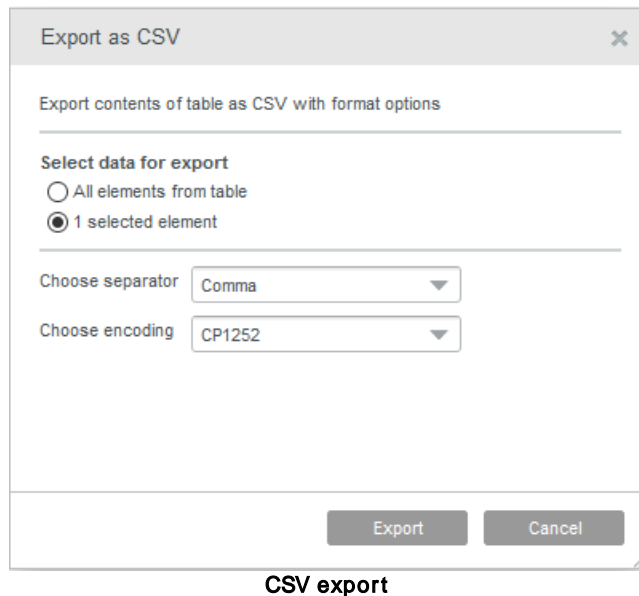 Export as CSV
Export contents of table as CSV with format options
Select data for export
All elements from table
1 selected element
Choose separator Comma
Choose encoding CP1252
Export Cancel
CSV export